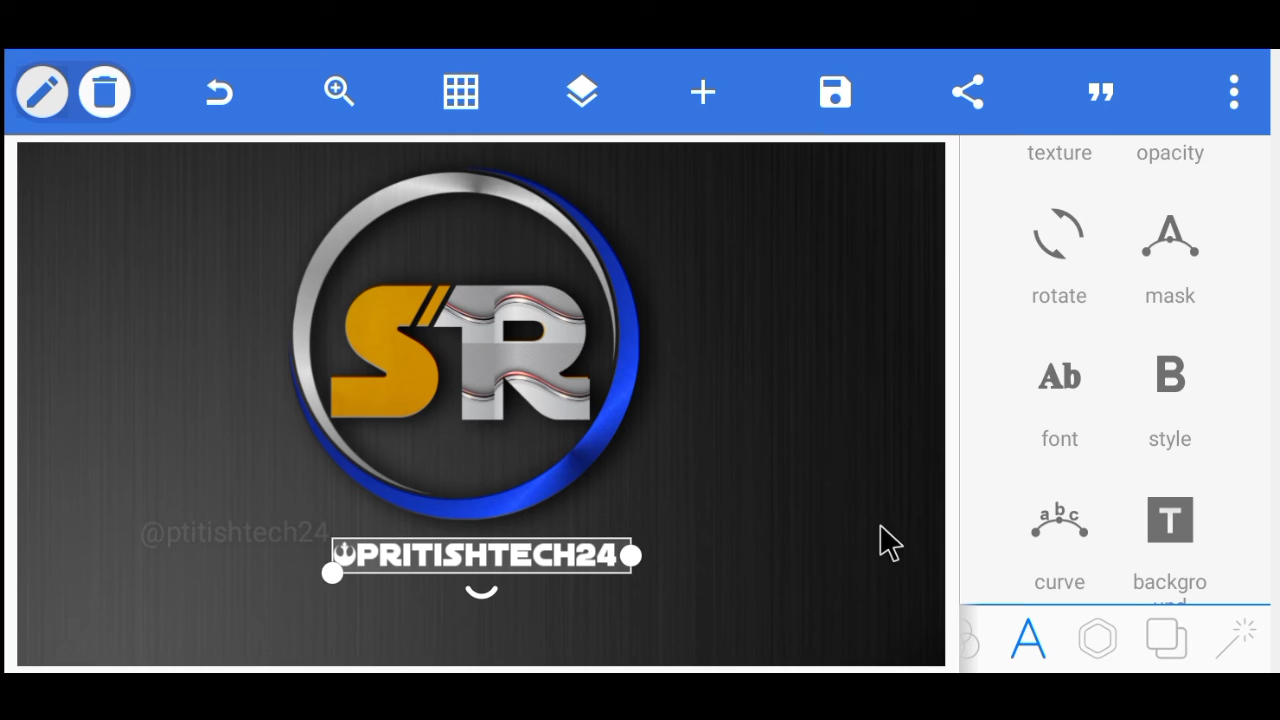 texture opacity
rotate mask
Ab B
font style
abc T
curve backgro
SR
@ptitishtech24
PRITISHTECH24
A